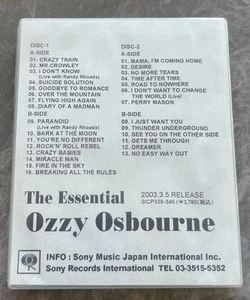 DISC-1
A-SIDE
01. CRAZY TRAIN
02. MR.CROWLEY
03. I DON'T KNOW
(Live with Randy Rhoads)
04. SUICIDE SOLUTION
05. GOODBYE TO ROMANCE
06. OVER THE MOUNTAIN
07. FLYING HIGH AGAIN
08. DIARY OF A MADMAN
B-SIDE
09. PARANOID
(Live with Randy Rhoads)
10. BARK AT THE MOON
11. YOU'RE NO DIFFERENT
12. ROCK'N' ROLL REBEL
13. CRAZY BABIES
14. MIRACLE MAN
15. FIRE IN THE SKY
16. BREAKING ALL THE RULES
DISC-2
A-SIDE
01. MAMA, I'M COMING HOME
02. DESIRE
03. NO MORE TEARS
04. TIME AFTER TIME
05. ROAD TO NOWHERE
06. I DON'T WANT TO CHANGE
THE WORLD (Live)
07. PERRY MASON
B-SIDE
08. I JUST WANT YOU
09. THUNDER UNDERGROUND
10. SEE YOU ON THE OTHER SIDE
11. GETS ME THROUGH
12. DREAMER
13. NO EASY WAY OUT
The Essential
2003.3.5 RELEASE
SICP339-340 / ¥3,780(税込)
Ozzy Osbourne
INFO : Sony Music Japan International Inc.
Sony Records International TEL 03-3515-5352